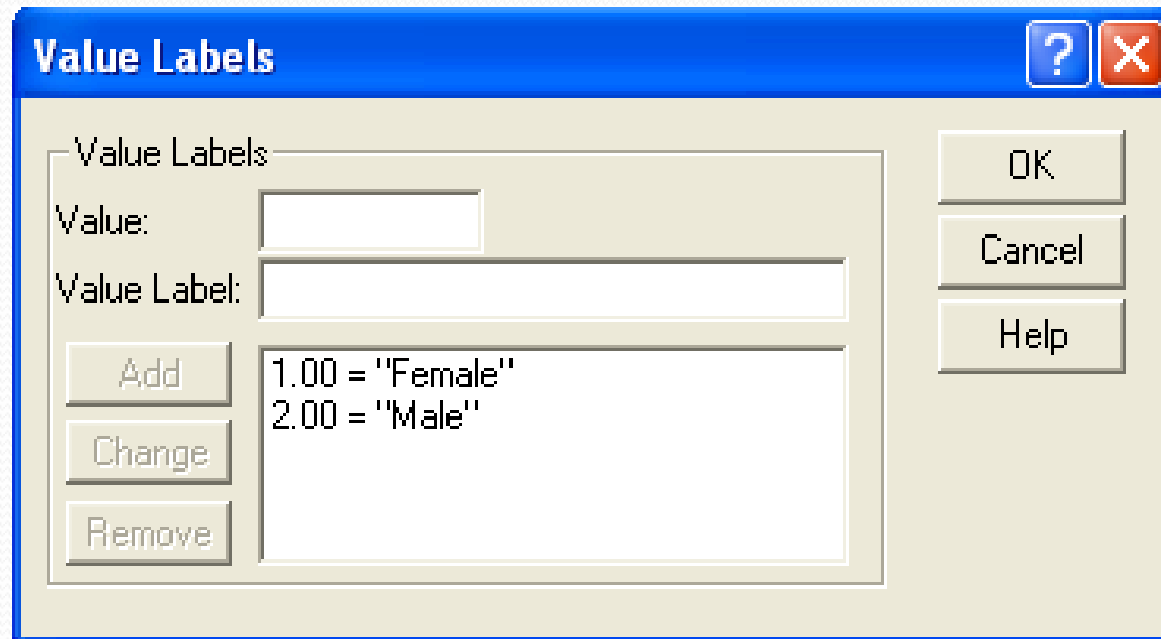 Value Labels
?
Value Labels
OK
Value:
Cancel
Value Label:
Help
Add
1.00 = "Female"
2.00 = "Male"
Change
Remove